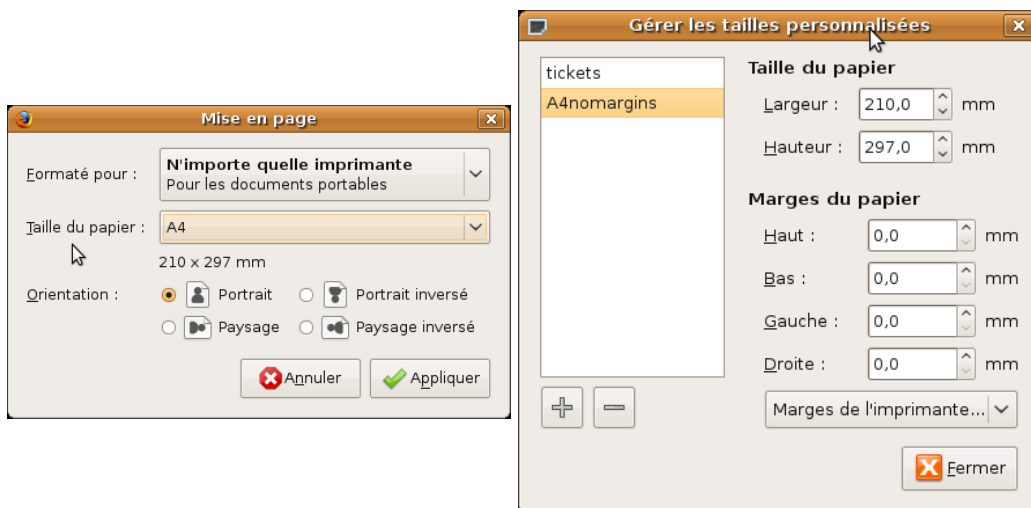 Mise en page
Formaté pour :
N'importe quelle imprimante
Pour les documents portables
Taille du papier :
A4
210 x 297 mm
Orientation :
Portrait
Portrait inversé
Paysage
Paysage inversé
Annuler
Appliquer
Gérer les tailles personnalisées
tickets
A4nomargins
Taille du papier
Largeur : 210,0 mm
Hauteur : 297,0 mm
Marges du papier
Haut : 0,0 mm
Bas : 0,0 mm
Gauche : 0,0 mm
Droite : 0,0 mm
Marges de l'imprimante...
Fermer